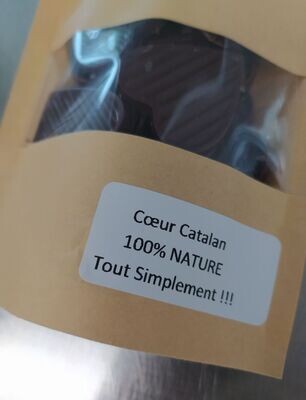 Cœur Catalan
100% NATURE
Tout Simplement !!!